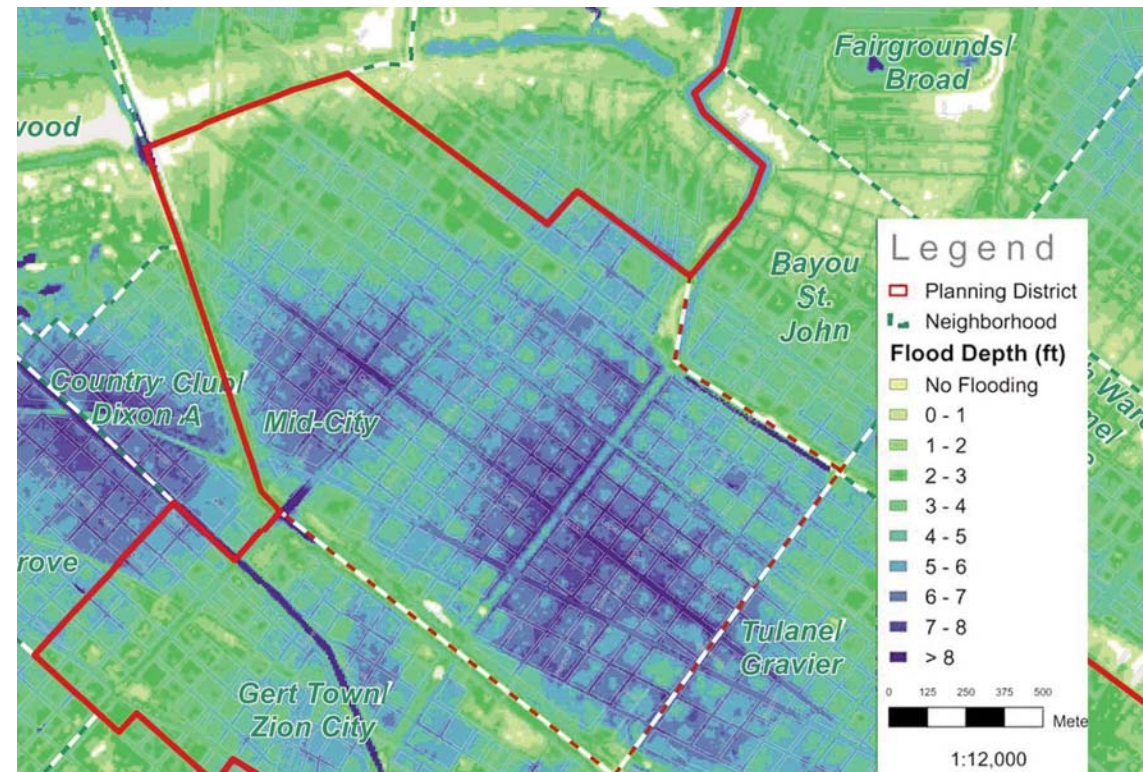 Fairgrounds/
Broad
wood
Bayou
St.
John
Country Club/
Dixon A
Mid-City
rove
Tulane/
Gravier
Gert Town/
Zion City
Legend
Planning District
Neighborhood
Flood Depth (ft)
No Flooding
0 - 1
1 - 2
2 - 3
3 - 4
4 - 5
5 - 6
6 - 7
7 - 8
> 8
0 125 250 375 500
Mete
1:12,000